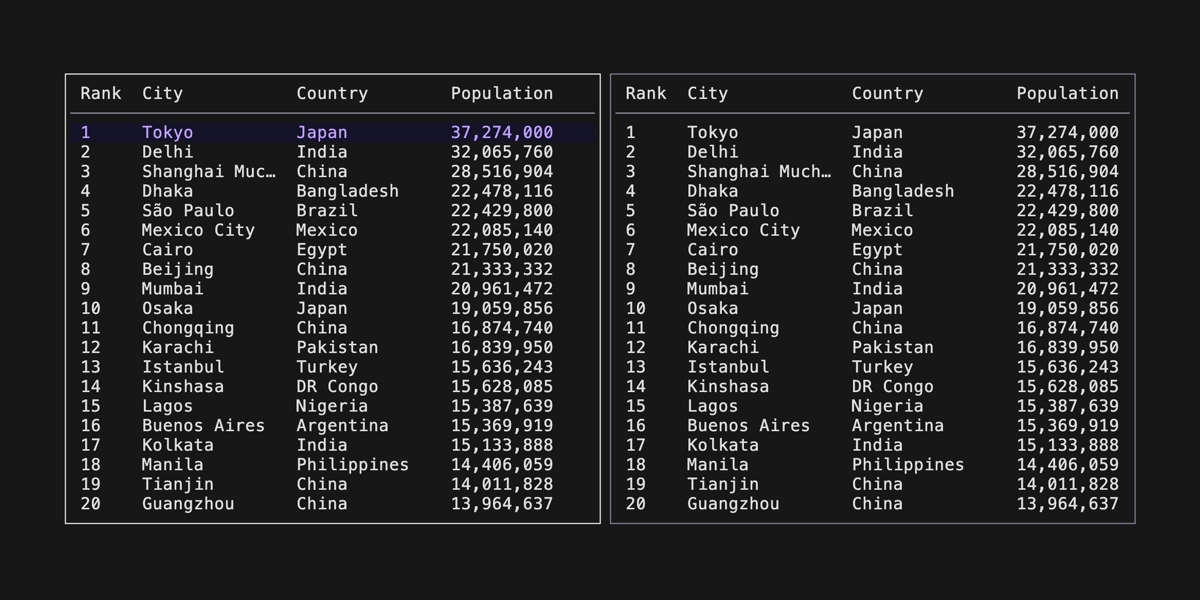 Rank City Country Population
1 Tokyo Japan 37,274,000
2 Delhi India 32,065,760
3 Shanghai Muc… China 28,516,904
4 Dhaka Bangladesh 22,478,116
5 São Paulo Brazil 22,429,800
6 Mexico City Mexico 22,085,140
7 Cairo Egypt 21,750,020
8 Beijing China 21,333,332
9 Mumbai India 20,961,472
10 Osaka Japan 19,059,856
11 Chongqing China 16,874,740
12 Karachi Pakistan 16,839,950
13 Istanbul Turkey 15,636,243
14 Kinshasa DR Congo 15,628,085
15 Lagos Nigeria 15,387,639
16 Buenos Aires Argentina 15,369,919
17 Kolkata India 15,133,888
18 Manila Philippines 14,406,059
19 Tianjin China 14,011,828
20 Guangzhou China 13,964,637
Rank City Country Population
1 Tokyo Japan 37,274,000
2 Delhi India 32,065,760
3 Shanghai Much… China 28,516,904
4 Dhaka Bangladesh 22,478,116
5 São Paulo Brazil 22,429,800
6 Mexico City Mexico 22,085,140
7 Cairo Egypt 21,750,020
8 Beijing China 21,333,332
9 Mumbai India 20,961,472
10 Osaka Japan 19,059,856
11 Chongqing China 16,874,740
12 Karachi Pakistan 16,839,950
13 Istanbul Turkey 15,636,243
14 Kinshasa DR Congo 15,628,085
15 Lagos Nigeria 15,387,639
16 Buenos Aires Argentina 15,369,919
17 Kolkata India 15,133,888
18 Manila Philippines 14,406,059
19 Tianjin China 14,011,828
20 Guangzhou China 13,964,637